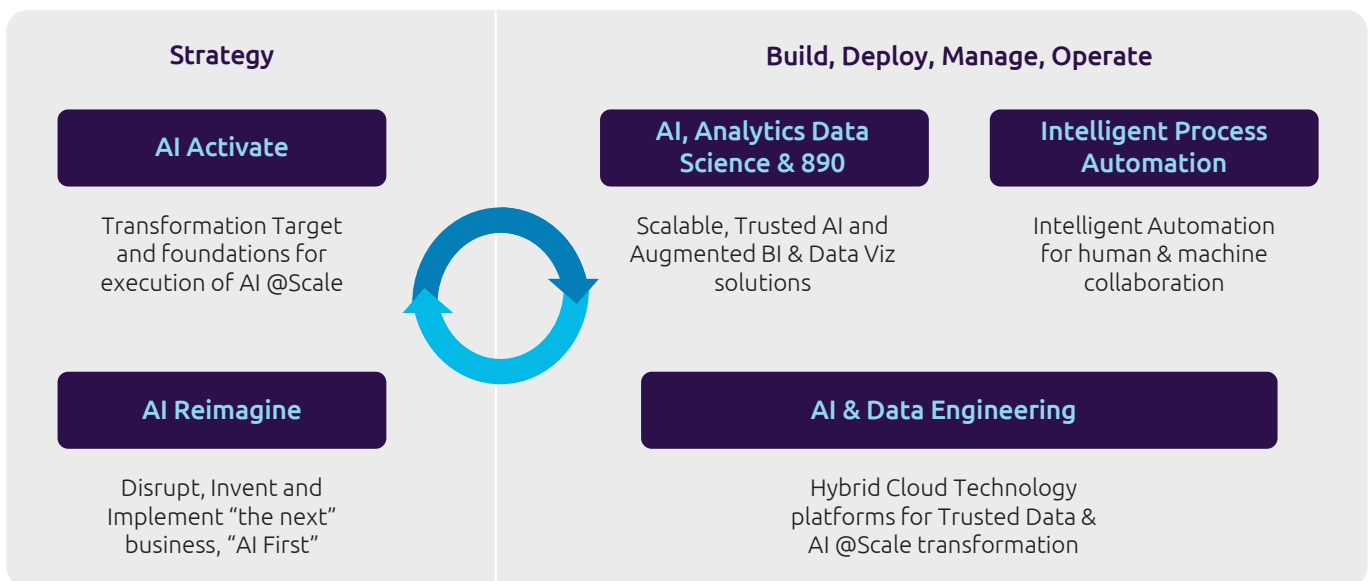 Strategy
AI Activate
Transformation Target
and foundations for
execution of AI @Scale
AI Reimagine
Disrupt, Invent and
Implement “the next”
business, “AI First”
Build, Deploy, Manage, Operate
AI, Analytics Data
Science & 890
Scalable, Trusted AI and
Augmented BI & Data Viz
solutions
Intelligent Process
Automation
Intelligent Automation
for human & machine
collaboration
AI & Data Engineering
Hybrid Cloud Technology
platforms for Trusted Data &
AI @Scale transformation